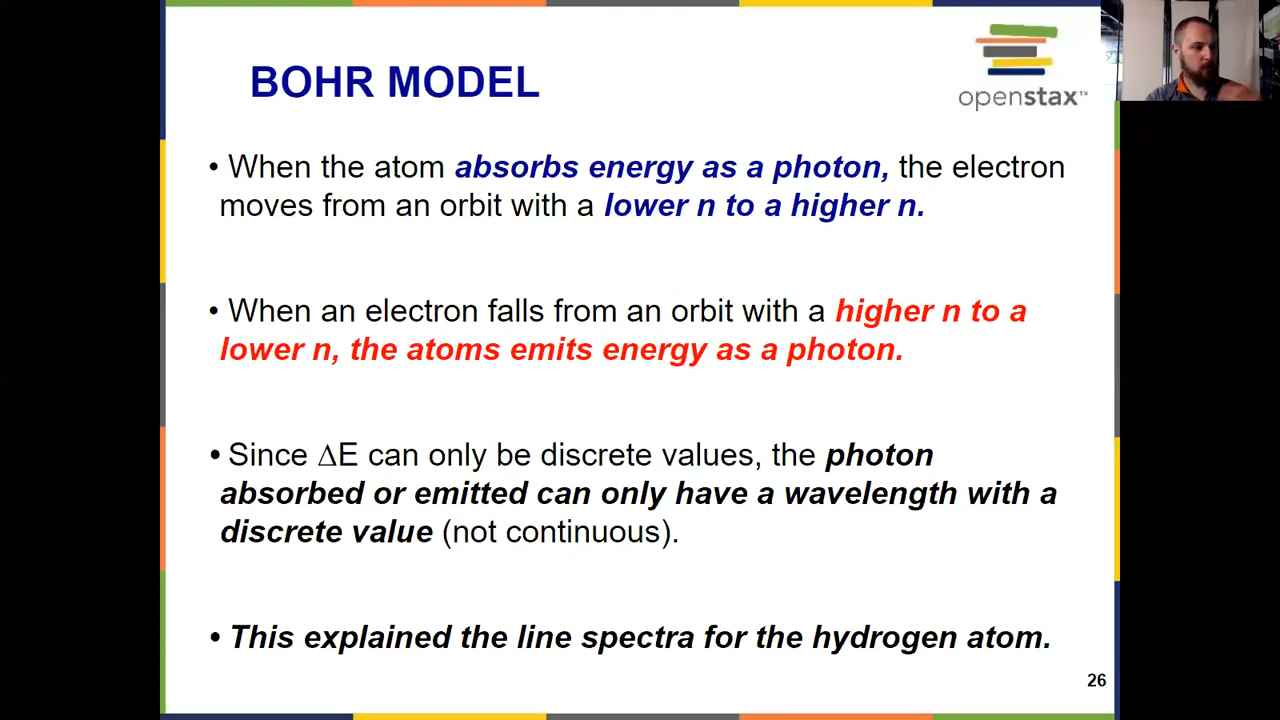 BOHR MODEL
openstax™
• When the atom absorbs energy as a photon, the electron
moves from an orbit with a lower n to a higher n.
• When an electron falls from an orbit with a higher n to a
lower n, the atoms emits energy as a photon.
• Since ∆E can only be discrete values, the photon
absorbed or emitted can only have a wavelength with a
discrete value (not continuous).
• This explained the line spectra for the hydrogen atom.
26